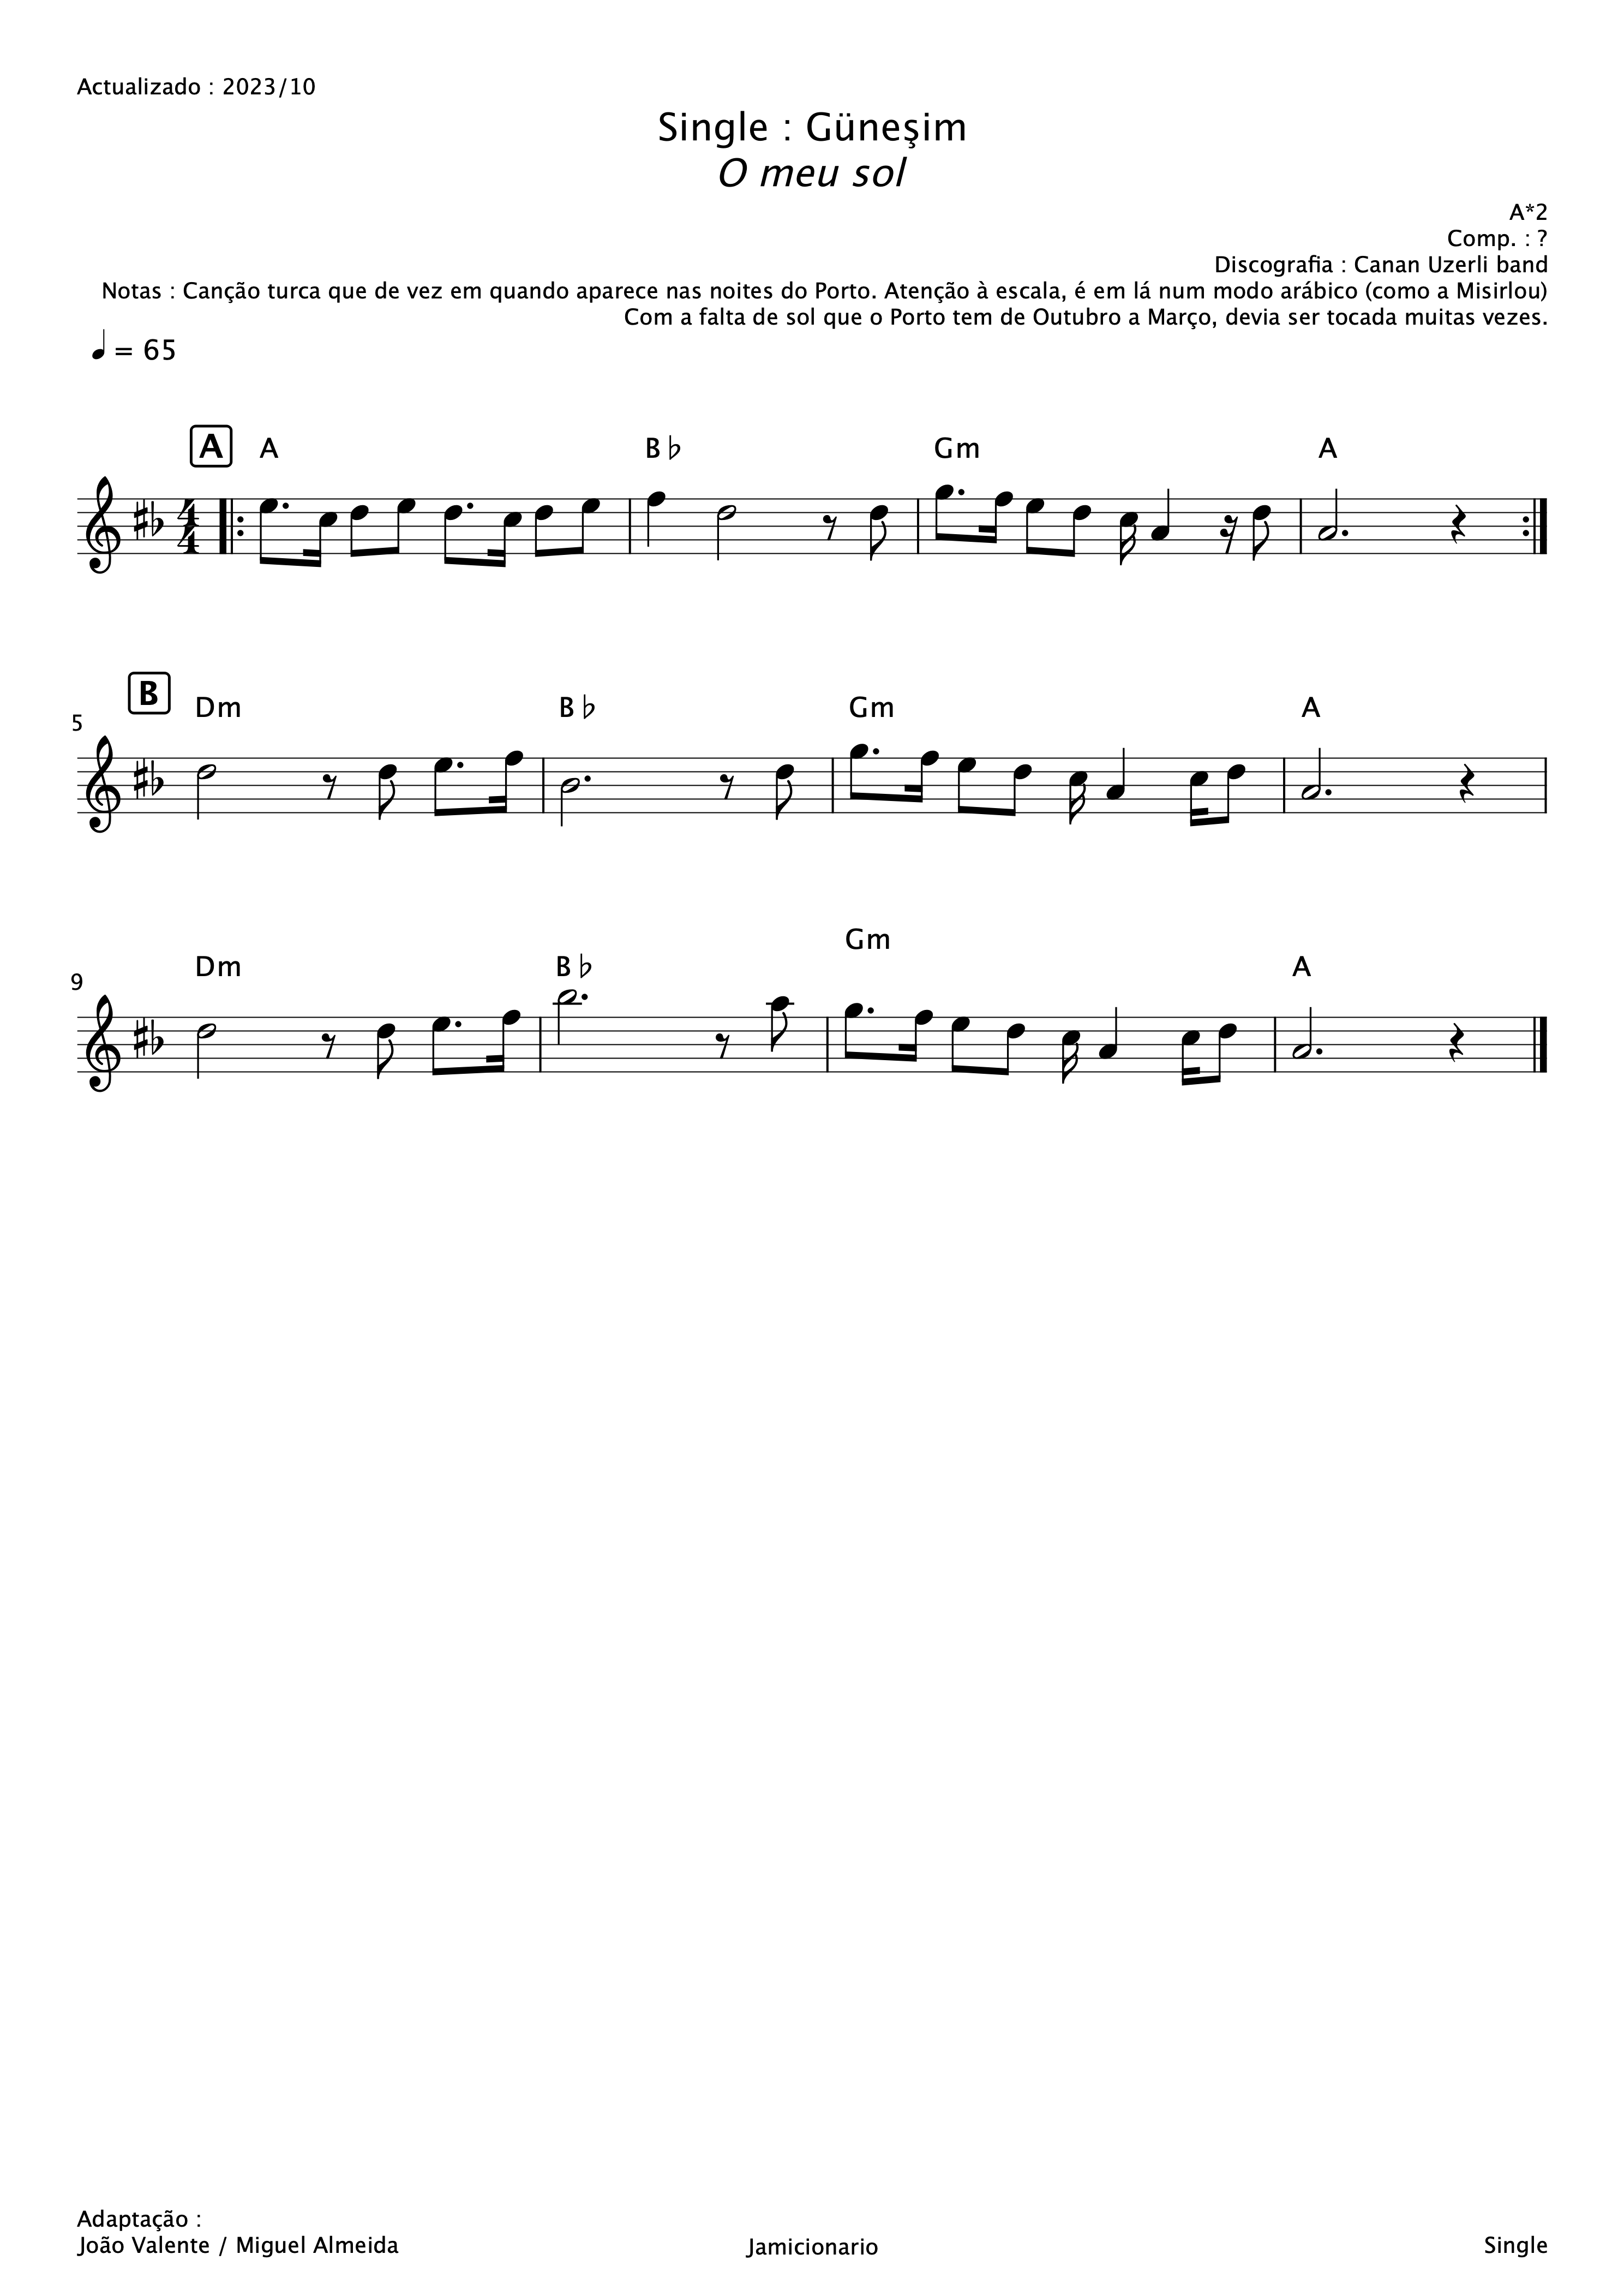 Actualizado : 2023/10
Single : Güneşim
O meu sol
A*2
Comp. : ?
Discografia : Canan Uzerli band
Notas : Canção turca que de vez em quando aparece nas noites do Porto. Atenção à escala, é em lá num modo arábico (como a Misirlou)
Com a falta de sol que o Porto tem de Outubro a Março, devia ser tocada muitas vezes.
♩ = 65
A A B♭ Gm A
4/4
B Dm B♭ Gm A
5
Dm B♭ Gm A
9
Adaptação :
João Valente / Miguel Almeida
Jamicionario
Single